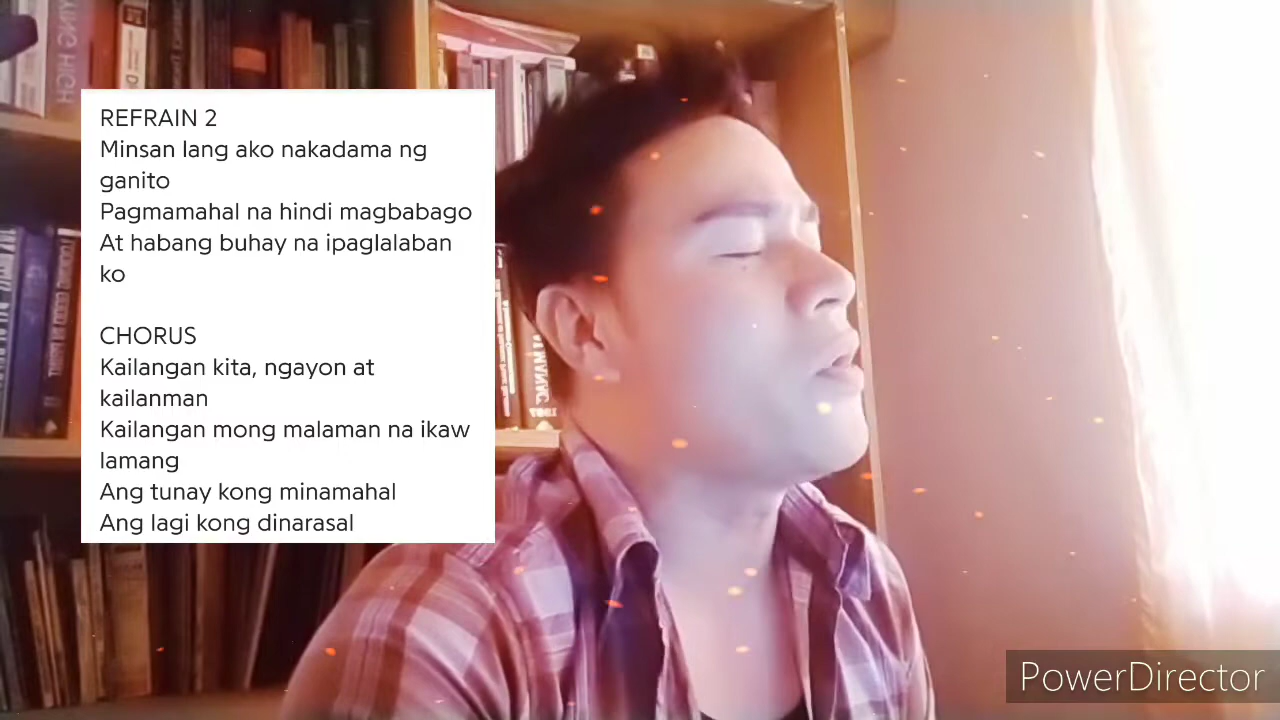 REFRAIN 2
Minsan lang ako nakadama ng
ganito
Pagmamahal na hindi magbabago
At habang buhay na ipaglalaban
ko
CHORUS
Kailangan kita, ngayon at
kailanman
Kailangan mong malaman na ikaw
lamang
Ang tunay kong minamahal
Ang lagi kong dinarasal
ALMANAC
PowerDirector